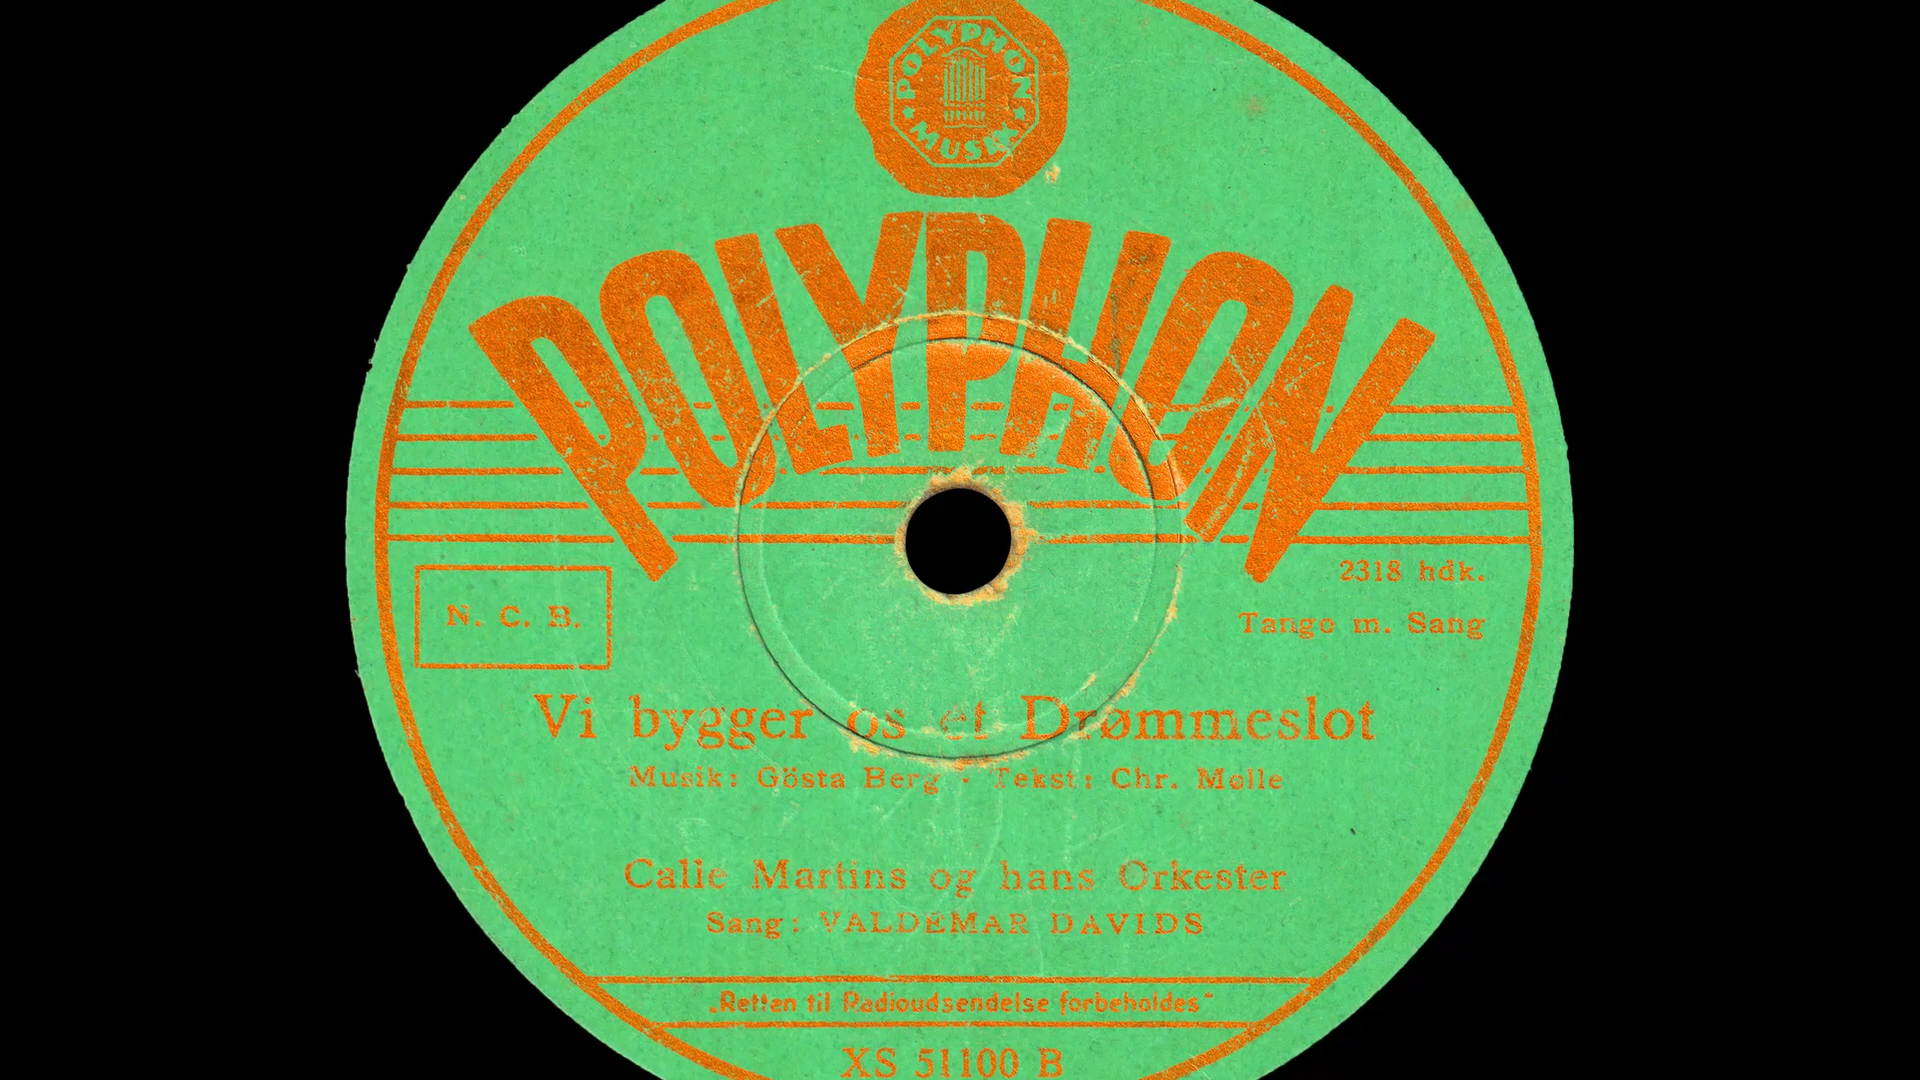 POLYPHON
MUSIK
POLYPHON
2318 hdk.
N. C. B.
Tango m. Sang
Vi bygger os et Drømmeslot
Musik: Gösta Berg - Tekst: Chr. Mølle
Calle Martins og hans Orkester
Sang: VALDEMAR DAVIDS
„Retten til Radioudsendelse forbeholdes"
XS 51100 B